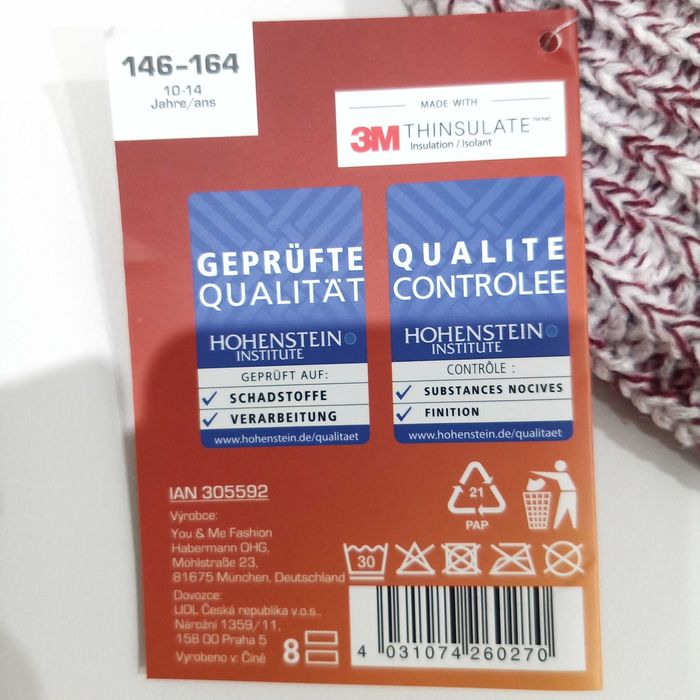 146-164
10-14
Jahre/ans
MADE WITH
3M THINSULATE™/MC
Insulation / Isolant
GEPRÜFTE
QUALITÄT
HOHENSTEIN
INSTITUTE
GEPRÜFT AUF:
SCHADSTOFFE
VERARBEITUNG
www.hohenstein.de/qualitaet
QUALITE
CONTROLEE
HOHENSTEIN
INSTITUTE
CONTRÔLE :
SUBSTANCES NOCIVES
FINITION
www.hohenstein.de/qualitaet
IAN 305592
Výrobce:
You & Me Fashion
Habermann OHG,
Möhlstraße 23,
81675 München, Deutschland
Dovozce:
LIDL Česká republika v.o.s.,
Nárožní 1359/11,
158 00 Praha 5
Vyrobeno v: Číně
8
21
PAP
30
4 031074 260270